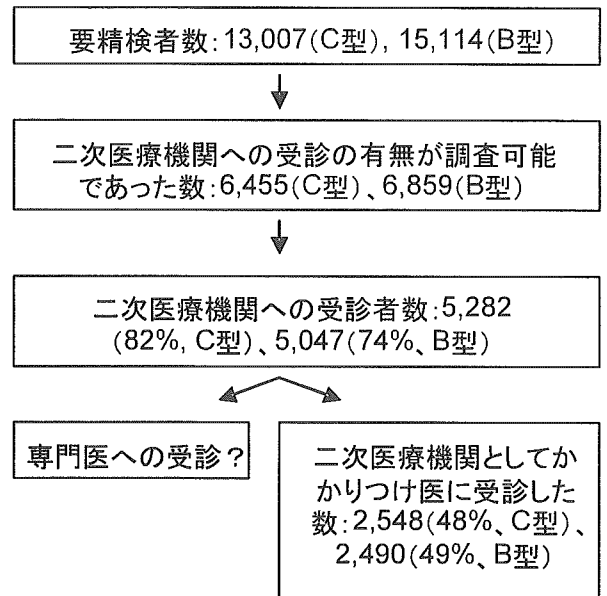 要精検者数:13,007(C型), 15,114(B型)
二次医療機関への受診の有無が調査可能
であった数:6,455(C型)、6,859(B型)
二次医療機関への受診者数:5,282
(82%, C型)、5,047(74%、B型)
専門医への受診?
二次医療機関としてか
かりつけ医に受診した
数:2,548(48%、C型)、
2,490(49%、B型)